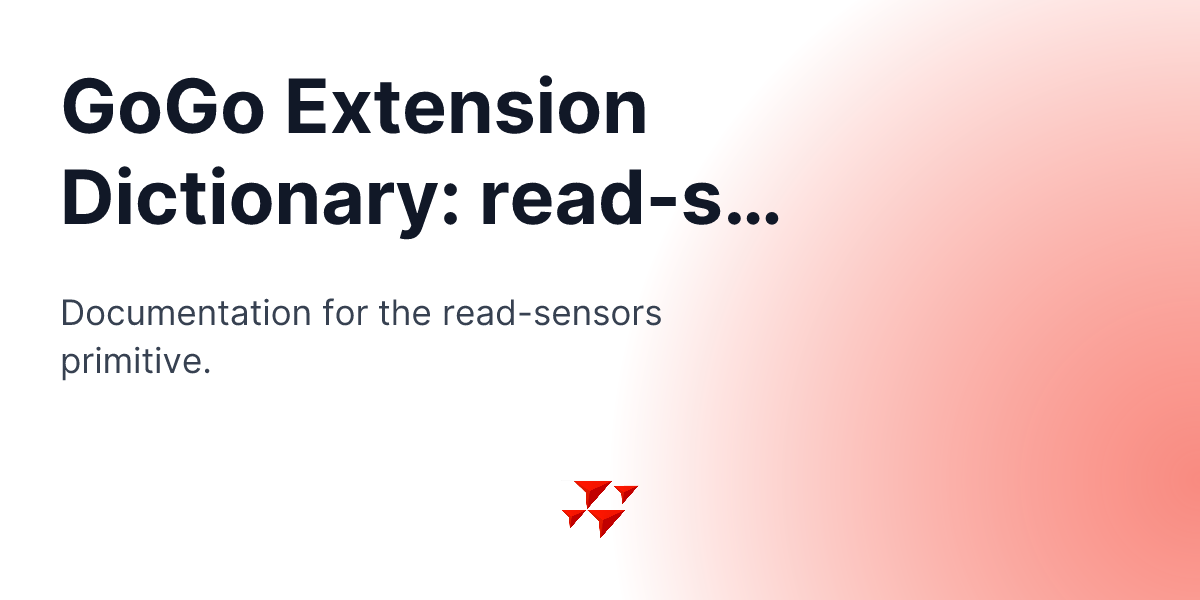 GoGo Extension
Dictionary: read-s...
Documentation for the read-sensors
primitive.